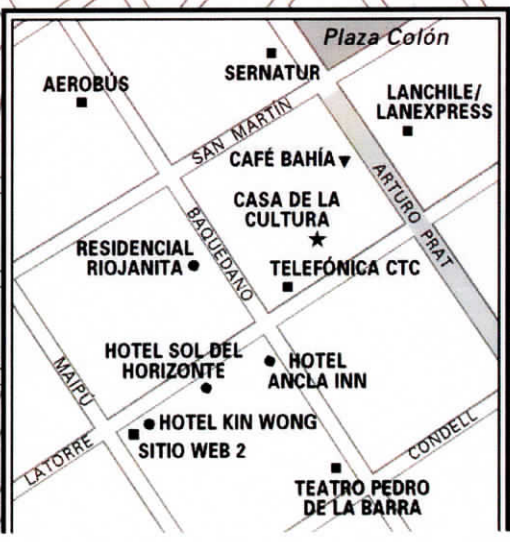 Plaza Colón
SERNATUR
AEROBÚS
LANCHILE/
LANEXPRESS
SAN MARTÍN
CAFÉ BAHÍA
ARTURO PRAT
CASA DE LA
CULTURA
BAQUEDANO
RESIDENCIAL
RIOJANITA
TELEFÓNICA CTC
HOTEL SOL DEL
HORIZONTE
HOTEL
ANCLA INN
MAIPÚ
HOTEL KIN WONG
SITIO WEB 2
LATORRE
CONDELL
TEATRO PEDRO
DE LA BARRA